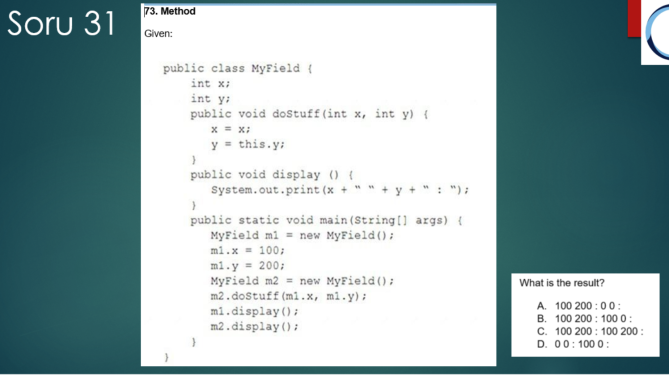 Soru 31
73. Method
Given:
public class MyField {
int x;
int y;
public void doStuff(int x, int y) {
x = x;
y = this.y;
}
public void display () {
System.out.print(x + " " + y + " : ");
}
public static void main(String[] args) {
MyField m1 = new MyField();
m1.x = 100;
m1.y = 200;
MyField m2 = new MyField();
m2.doStuff(m1.x, m1.y);
m1.display();
m2.display();
}
}
What is the result?
A. 100 200 : 0 0 :
B. 100 200 : 100 0 :
C. 100 200 : 100 200 :
D. 0 0 : 100 0 :